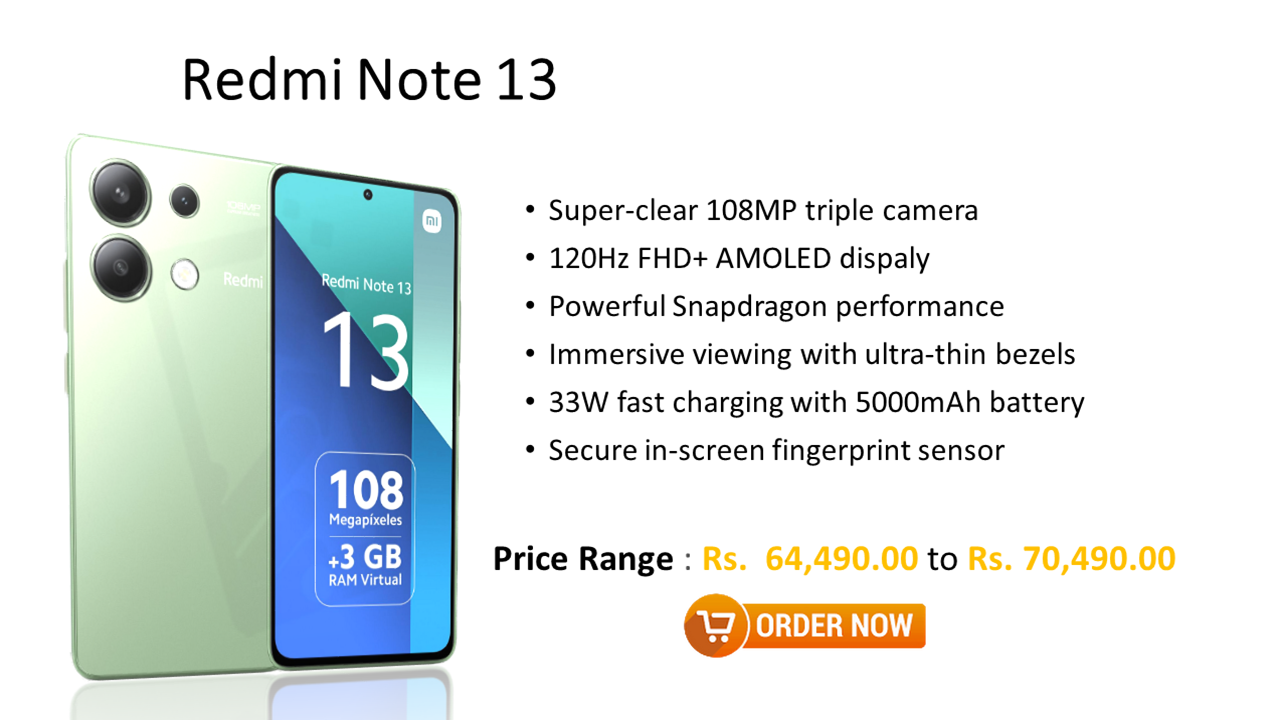 Redmi Note 13
• Super-clear 108MP triple camera
• 120Hz FHD+ AMOLED dispaly
• Powerful Snapdragon performance
• Immersive viewing with ultra-thin bezels
• 33W fast charging with 5000mAh battery
• Secure in-screen fingerprint sensor
Price Range : Rs. 64,490.00 to Rs. 70,490.00
ORDER NOW
108MP
Redmi
mi
Redmi Note 13
13
108
Megapíxeles
+3 GB
RAM Virtual